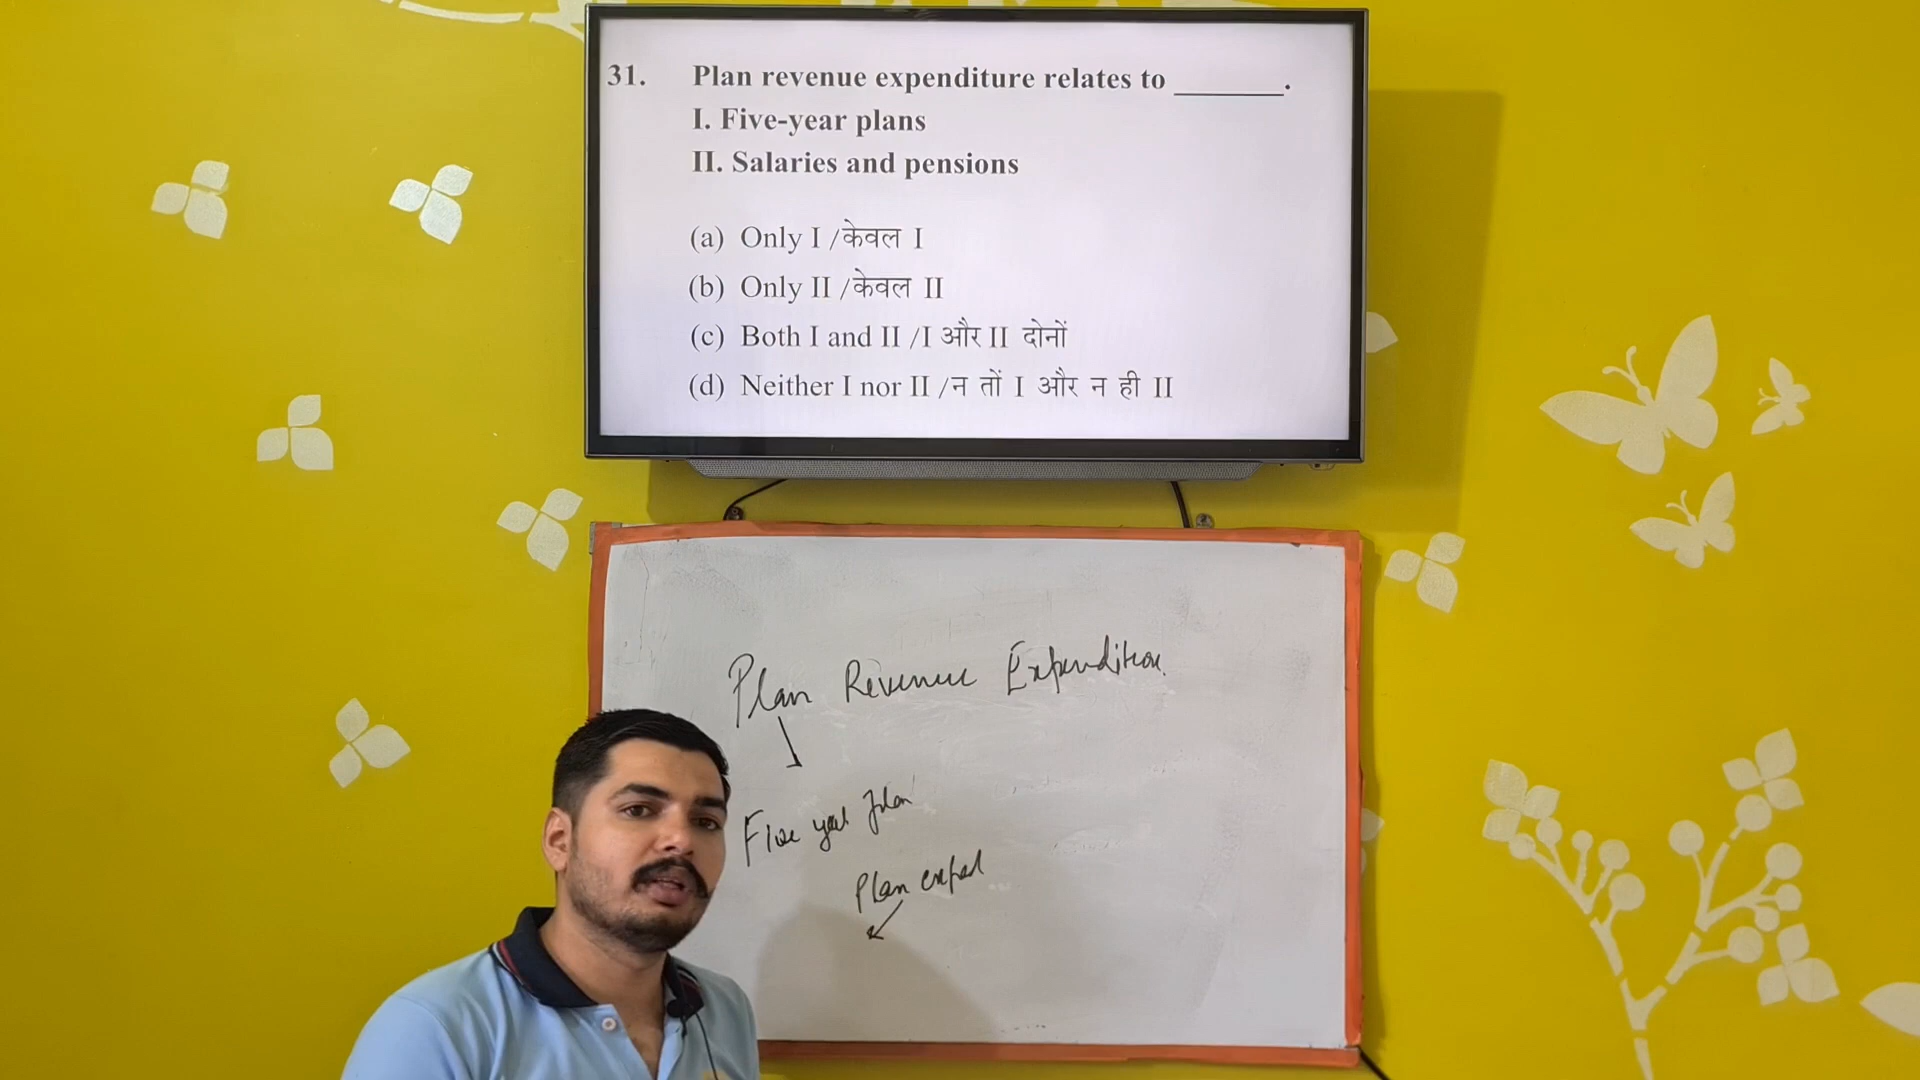 31. Plan revenue expenditure relates to ________.
I. Five-year plans
II. Salaries and pensions
(a) Only I /केवल I
(b) Only II /केवल II
(c) Both I and II /I और II दोनों
(d) Neither I nor II /न तों I और न ही II
Plan Revenue Expenditure
Five year plan
Plan expend